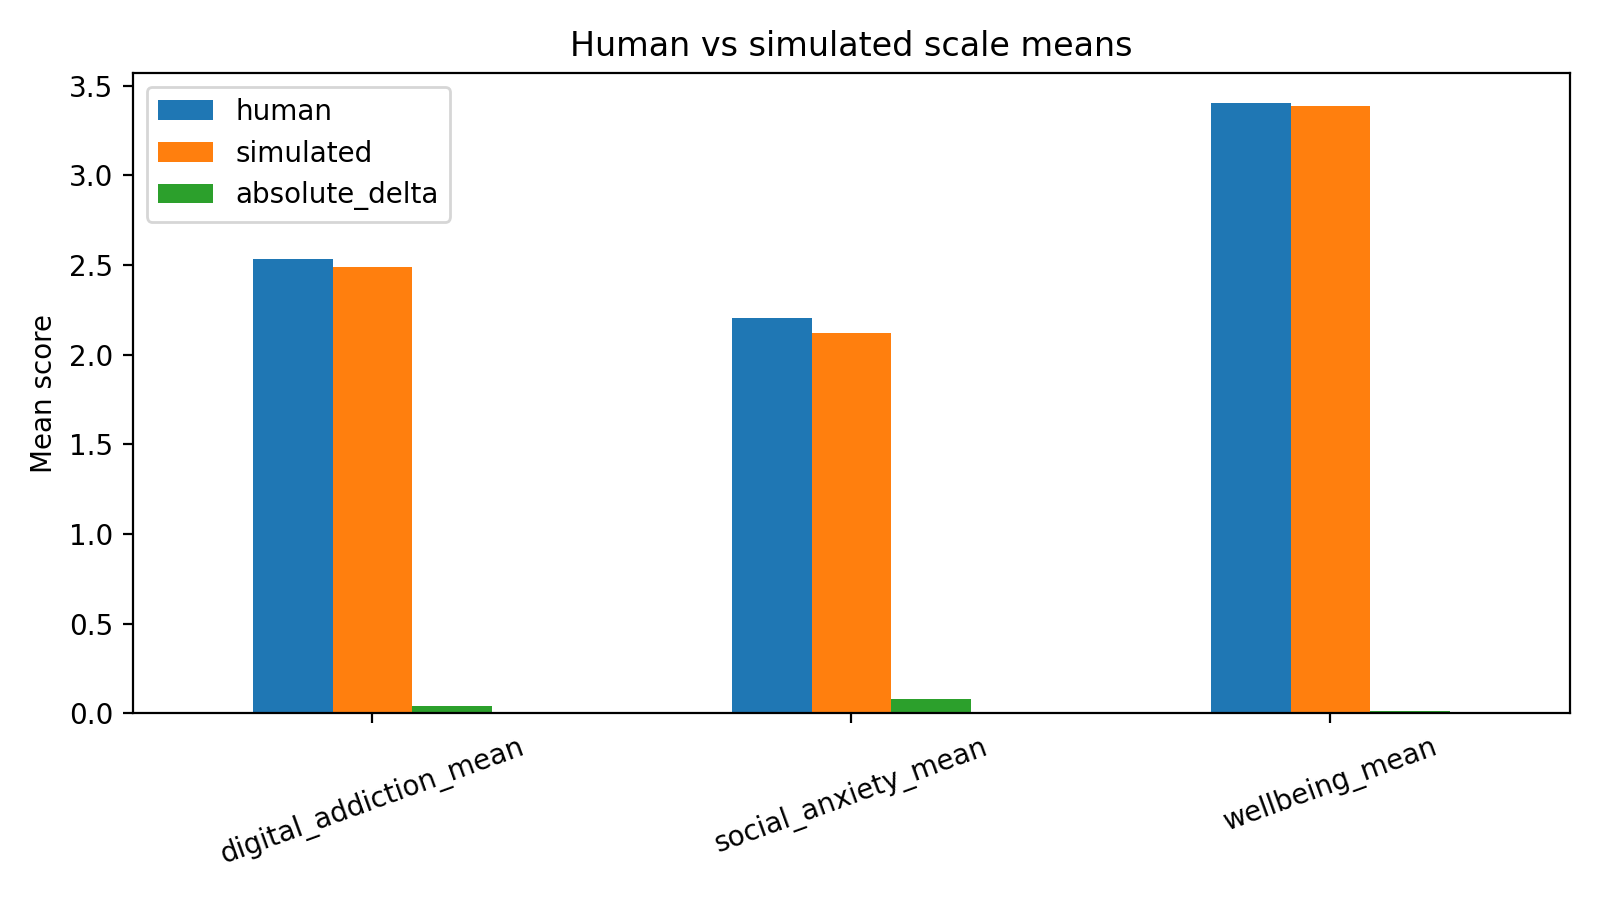 Human vs simulated scale means
human
simulated
absolute_delta
Mean score
3.5
3.0
2.5
2.0
1.5
1.0
0.5
0.0
digital_addiction_mean
social_anxiety_mean
wellbeing_mean